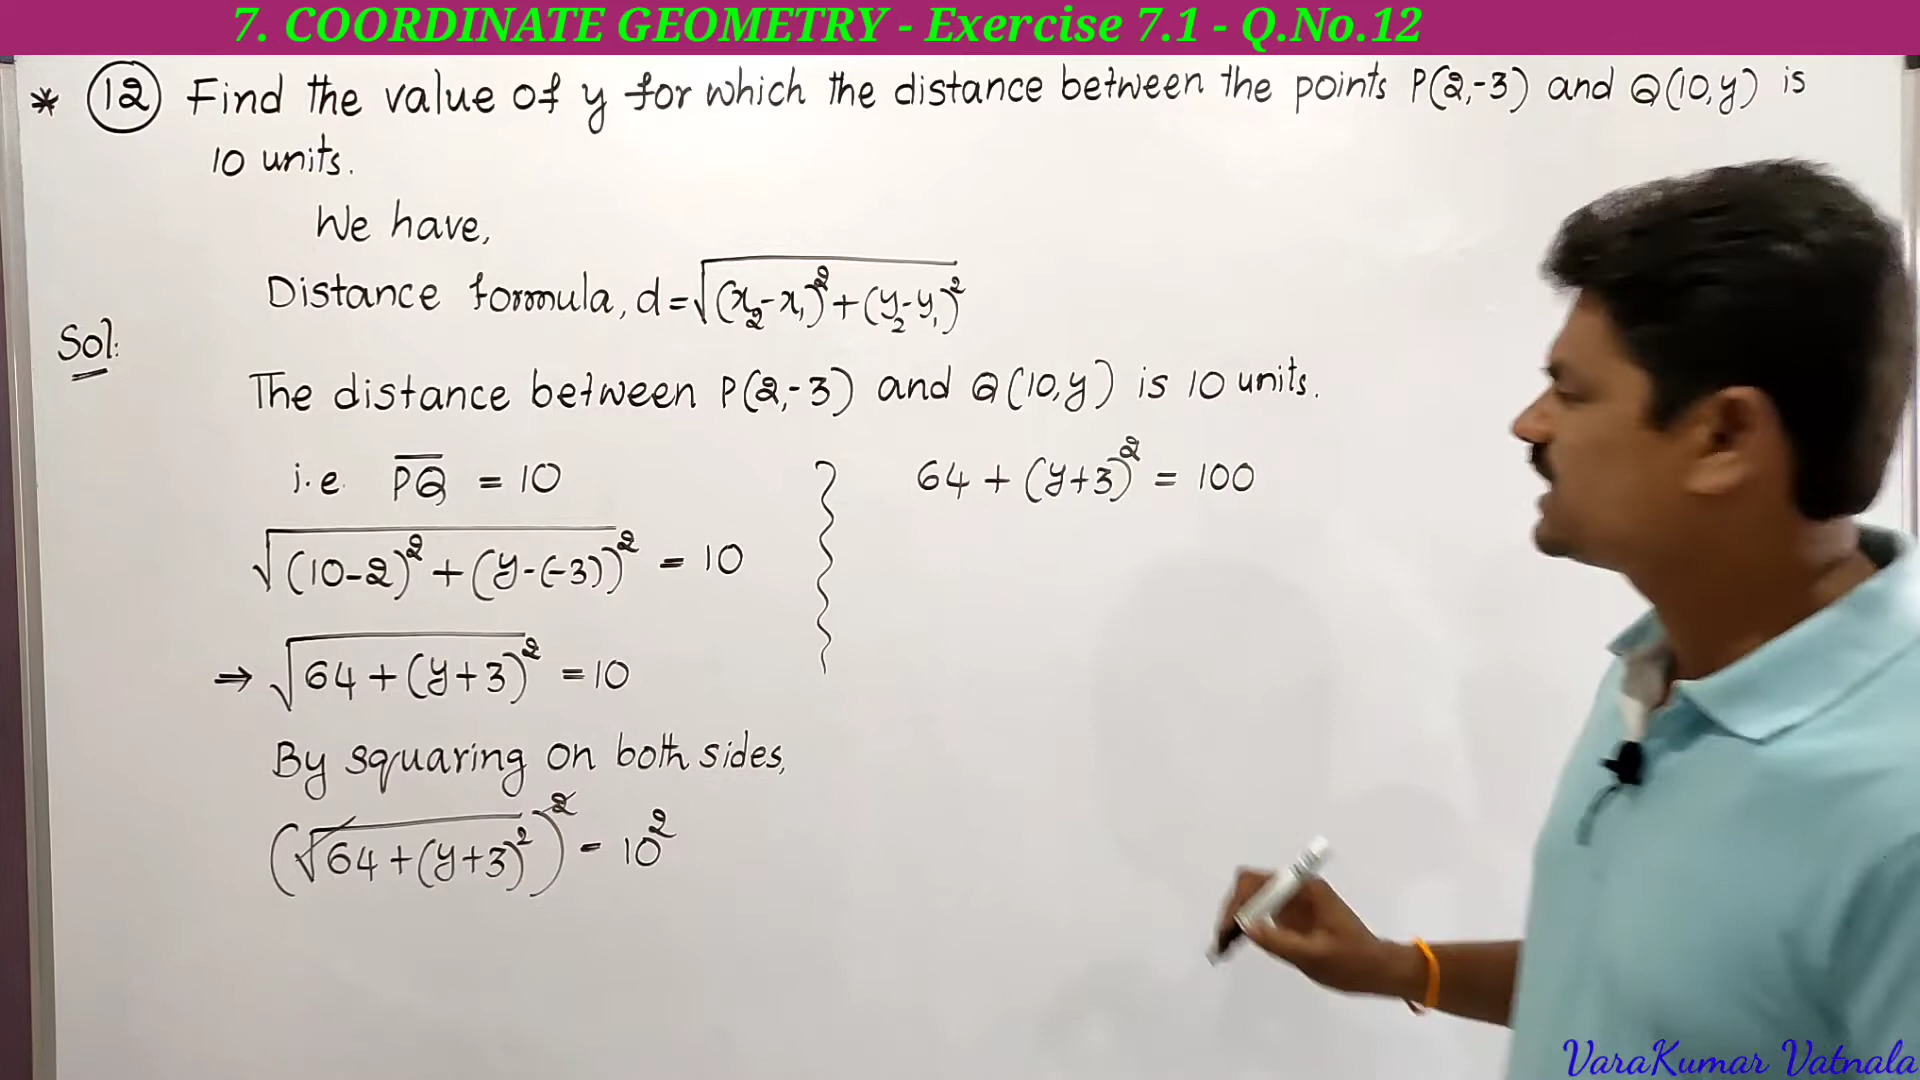 7. COORDINATE GEOMETRY - Exercise 7.1 - Q.No.12
* 12 Find the value of y for which the distance between the points P(2,-3) and Q(10,y) is
10 units.
We have,
Distance formula, d=√(x₂-x₁)²+(y₂-y₁)²
Sol:
The distance between P(2,-3) and Q(10,y) is 10 units.
i.e. P̅Q̅ = 10
√(10-2)²+(y-(-3))² = 10
⇒ √64+(y+3)² = 10
By squaring on both sides,
(√64+(y+3)²)² = 10²
64+(y+3)² = 100
VaraKumar Vatnala